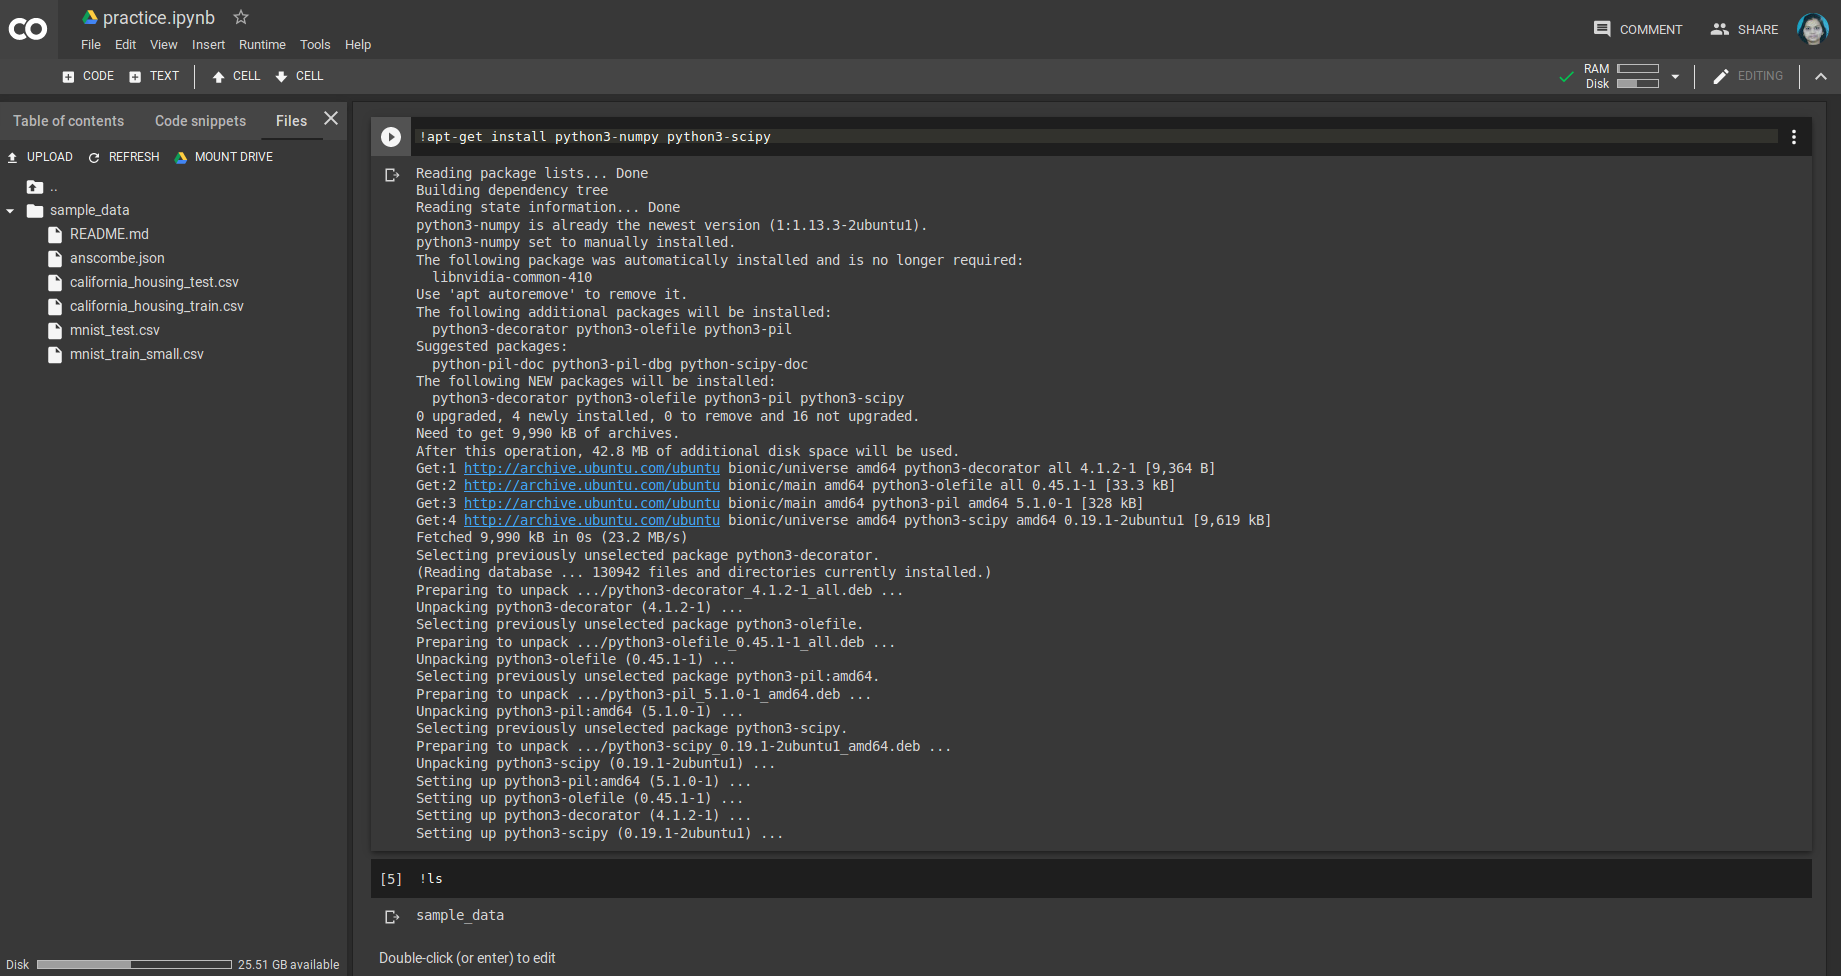 CO
practice.ipynb
File Edit View Insert Runtime Tools Help
COMMENT SHARE
CODE TEXT CELL CELL
RAM
Disk
EDITING
Table of contents Code snippets Files
UPLOAD REFRESH MOUNT DRIVE
..
sample_data
README.md
anscombe.json
california_housing_test.csv
california_housing_train.csv
mnist_test.csv
mnist_train_small.csv
Disk 25.51 GB available
!apt-get install python3-numpy python3-scipy
Reading package lists... Done
Building dependency tree
Reading state information... Done
python3-numpy is already the newest version (1:1.13.3-2ubuntu1).
python3-numpy set to manually installed.
The following package was automatically installed and is no longer required:
  libnvidia-common-410
Use 'apt autoremove' to remove it.
The following additional packages will be installed:
  python3-decorator python3-olefile python3-pil
Suggested packages:
  python-pil-doc python3-pil-dbg python-scipy-doc
The following NEW packages will be installed:
  python3-decorator python3-olefile python3-pil python3-scipy
0 upgraded, 4 newly installed, 0 to remove and 16 not upgraded.
Need to get 9,990 kB of archives.
After this operation, 42.8 MB of additional disk space will be used.
Get:1 http://archive.ubuntu.com/ubuntu bionic/universe amd64 python3-decorator all 4.1.2-1 [9,364 B]
Get:2 http://archive.ubuntu.com/ubuntu bionic/main amd64 python3-olefile all 0.45.1-1 [33.3 kB]
Get:3 http://archive.ubuntu.com/ubuntu bionic/main amd64 python3-pil amd64 5.1.0-1 [328 kB]
Get:4 http://archive.ubuntu.com/ubuntu bionic/universe amd64 python3-scipy amd64 0.19.1-2ubuntu1 [9,619 kB]
Fetched 9,990 kB in 0s (23.2 MB/s)
Selecting previously unselected package python3-decorator.
(Reading database ... 130942 files and directories currently installed.)
Preparing to unpack .../python3-decorator_4.1.2-1_all.deb ...
Unpacking python3-decorator (4.1.2-1) ...
Selecting previously unselected package python3-olefile.
Preparing to unpack .../python3-olefile_0.45.1-1_all.deb ...
Unpacking python3-olefile (0.45.1-1) ...
Selecting previously unselected package python3-pil:amd64.
Preparing to unpack .../python3-pil_5.1.0-1_amd64.deb ...
Unpacking python3-pil:amd64 (5.1.0-1) ...
Selecting previously unselected package python3-scipy.
Preparing to unpack .../python3-scipy_0.19.1-2ubuntu1_amd64.deb ...
Unpacking python3-scipy (0.19.1-2ubuntu1) ...
Setting up python3-pil:amd64 (5.1.0-1) ...
Setting up python3-olefile (0.45.1-1) ...
Setting up python3-decorator (4.1.2-1) ...
Setting up python3-scipy (0.19.1-2ubuntu1) ...
[5] !ls
sample_data
Double-click (or enter) to edit